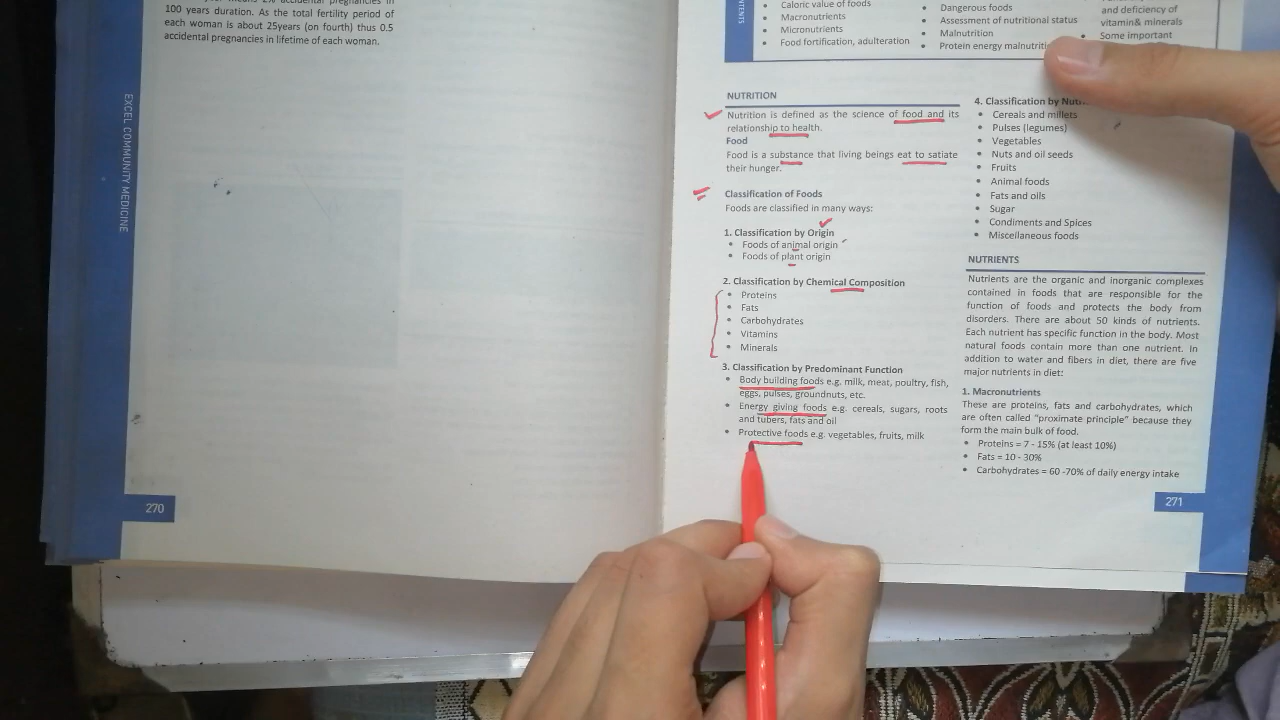 100 years duration. As the total fertility period of
each woman is about 25years (on fourth) thus 0.5
accidental pregnancies in lifetime of each woman.
EXCEL COMMUNITY MEDICINE
270
Caloric value of foods
• Macronutrients
• Micronutrients
• Food fortification, adulteration
• Dangerous foods
• Assessment of nutritional status
• Malnutrition
• Protein energy
and deficiency of
vitamin& minerals
• Some important
NUTRITION
Nutrition is defined as the science of food and its
relationship to health.
Food
Food is a substance that living beings eat to satiate
their hunger.
Classification of Foods
Foods are classified in many ways:
1. Classification by Origin
• Foods of animal origin
• Foods of plant origin
2. Classification by Chemical Composition
• Proteins
• Fats
• Carbohydrates
• Vitamins
• Minerals
3. Classification by Predominant Function
• Body building foods e.g. milk, meat, poultry, fish,
eggs, pulses, groundnuts, etc.
• Energy giving foods e.g. cereals, sugars, roots
and tubers, fats and oil
• Protective foods e.g. vegetables, fruits, milk
4. Classification by
• Cereals and millets
• Pulses (legumes)
• Vegetables
• Nuts and oil seeds
• Fruits
• Animal foods
• Fats and oils
• Sugar
• Condiments and Spices
• Miscellaneous foods
NUTRIENTS
Nutrients are the organic and inorganic complexes
contained in foods that are responsible for the
function of foods and protects the body from
disorders. There are about 50 kinds of nutrients.
Each nutrient has specific function in the body. Most
natural foods contain more than one nutrient. In
addition to water and fibers in diet, there are five
major nutrients in diet:
1. Macronutrients
These are proteins, fats and carbohydrates, which
are often called "proximate principle" because they
form the main bulk of food.
• Proteins = 7 - 15% (at least 10%)
• Fats = 10 - 30%
• Carbohydrates = 60 -70% of daily energy intake
271